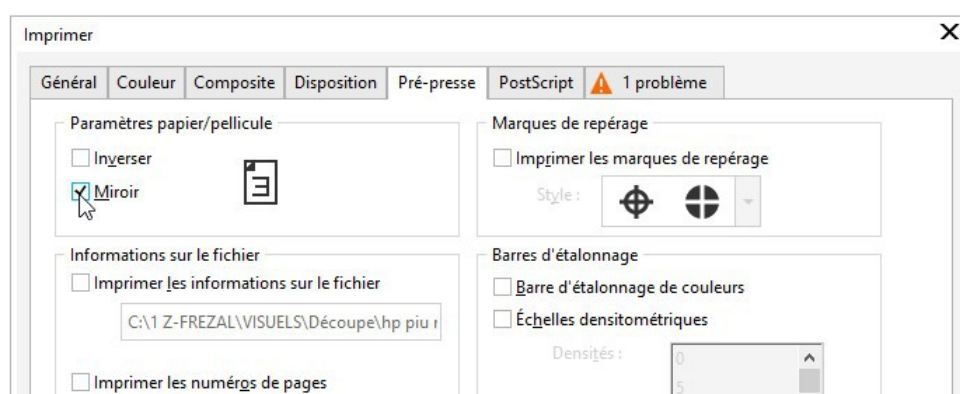 Imprimer
Général Couleur Composite Disposition Pré-presse PostScript 1 problème
Paramètres papier/pellicule
Inverser
Miroir
Marques de repérage
Imprimer les marques de repérage
Style :
Informations sur le fichier
Imprimer les informations sur le fichier
C:\1 Z-FREZAL\VISUELS\Découpe\hp piu
Imprimer les numéros de pages
Barres d'étalonnage
Barre d'étalonnage de couleurs
Échelles densitométriques
Densités :
0
5